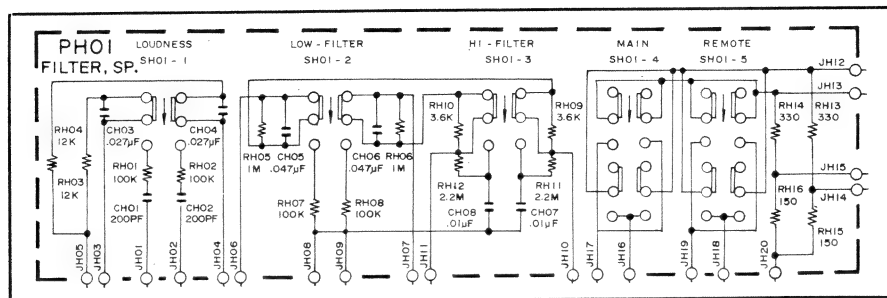 PH01
FILTER, SP.
LOUDNESS
SH01 - 1
LOW - FILTER
SH01 - 2
HI - FILTER
SH01 - 3
MAIN
SH01 - 4
REMOTE
SH01 - 5
JH12
JH13
RH04
12K
RH03
12K
CH03
.027µF
CH04
.027µF
RH01
100K
RH02
100K
CH01
200PF
CH02
200PF
RH05
1M
CH05
.047µF
CH06
.047µF
RH06
1M
RH07
100K
RH08
100K
RH10
3.6K
RH09
3.6K
RH12
2.2M
RH11
2.2M
CH08
.01µF
CH07
.01µF
RH14
330
RH13
330
JH15
JH14
RH16
150
RH15
150
JH05
JH03
JH01
JH02
JH04
JH06
JH08
JH09
JH07
JH11
JH10
JH17
JH16
JH19
JH18
JH20